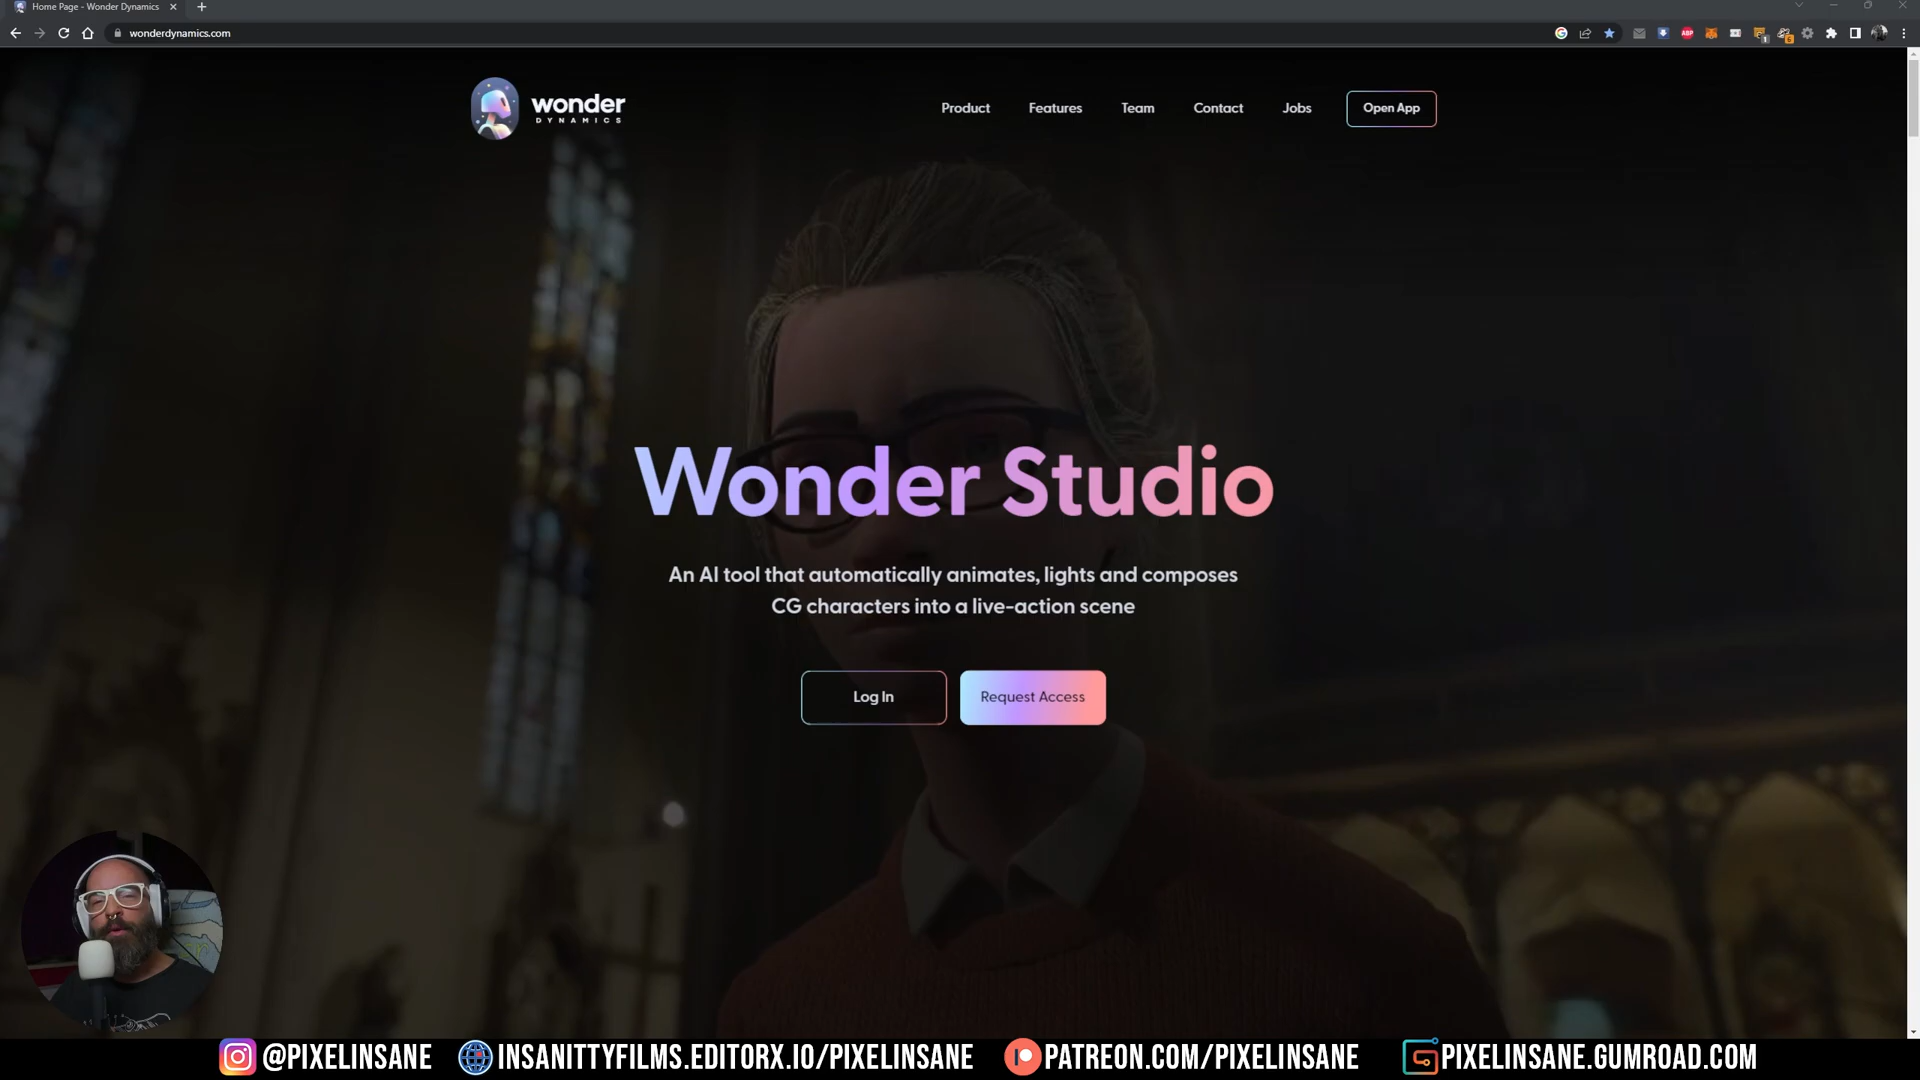 Home Page - Wonder Dynamics
wonderdynamics.com
wonder
DYNAMICS
Product
Features
Team
Contact
Jobs
Open App
Wonder Studio
An AI tool that automatically animates, lights and composes
CG characters into a live-action scene
Log In
Request Access
@PIXELINSANE
INSANITTYFILMS.EDITORX.IO/PIXELINSANE
PATREON.COM/PIXELINSANE
PIXELINSANE.GUMROAD.COM